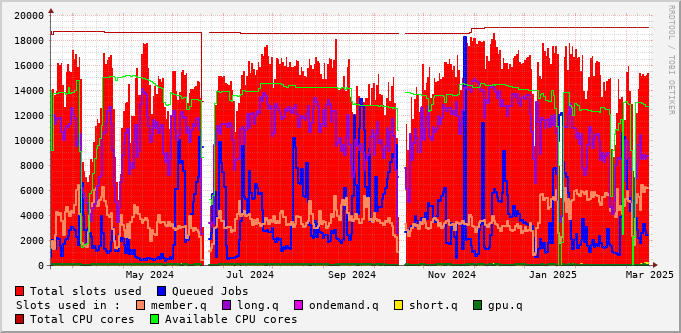 20000
18000
16000
14000
12000
10000
8000
6000
4000
2000
0
May 2024 Jul 2024 Sep 2024 Nov 2024 Jan 2025 Mar 2025
RRDTOOL / TOBI OETIKER
Total slots used Queued Jobs
Slots used in : member.q long.q ondemand.q short.q gpu.q
Total CPU cores Available CPU cores